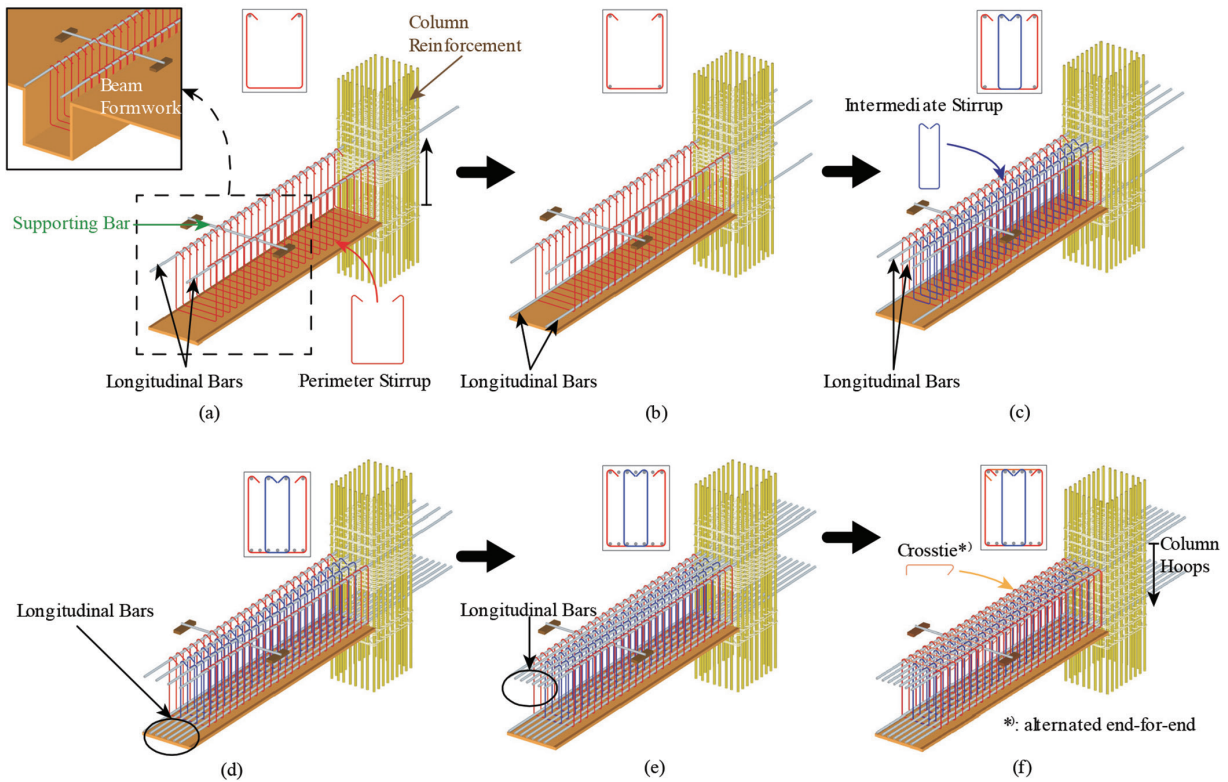 Beam
Formwork
Column
Reinforcement
Supporting Bar
Longitudinal Bars
Perimeter Stirrup
(a)
Longitudinal Bars
(b)
Intermediate Stirrup
Longitudinal Bars
(c)
Longitudinal Bars
(d)
Longitudinal Bars
(e)
Crosstie*)
Column
Hoops
*): alternated end-for-end
(f)